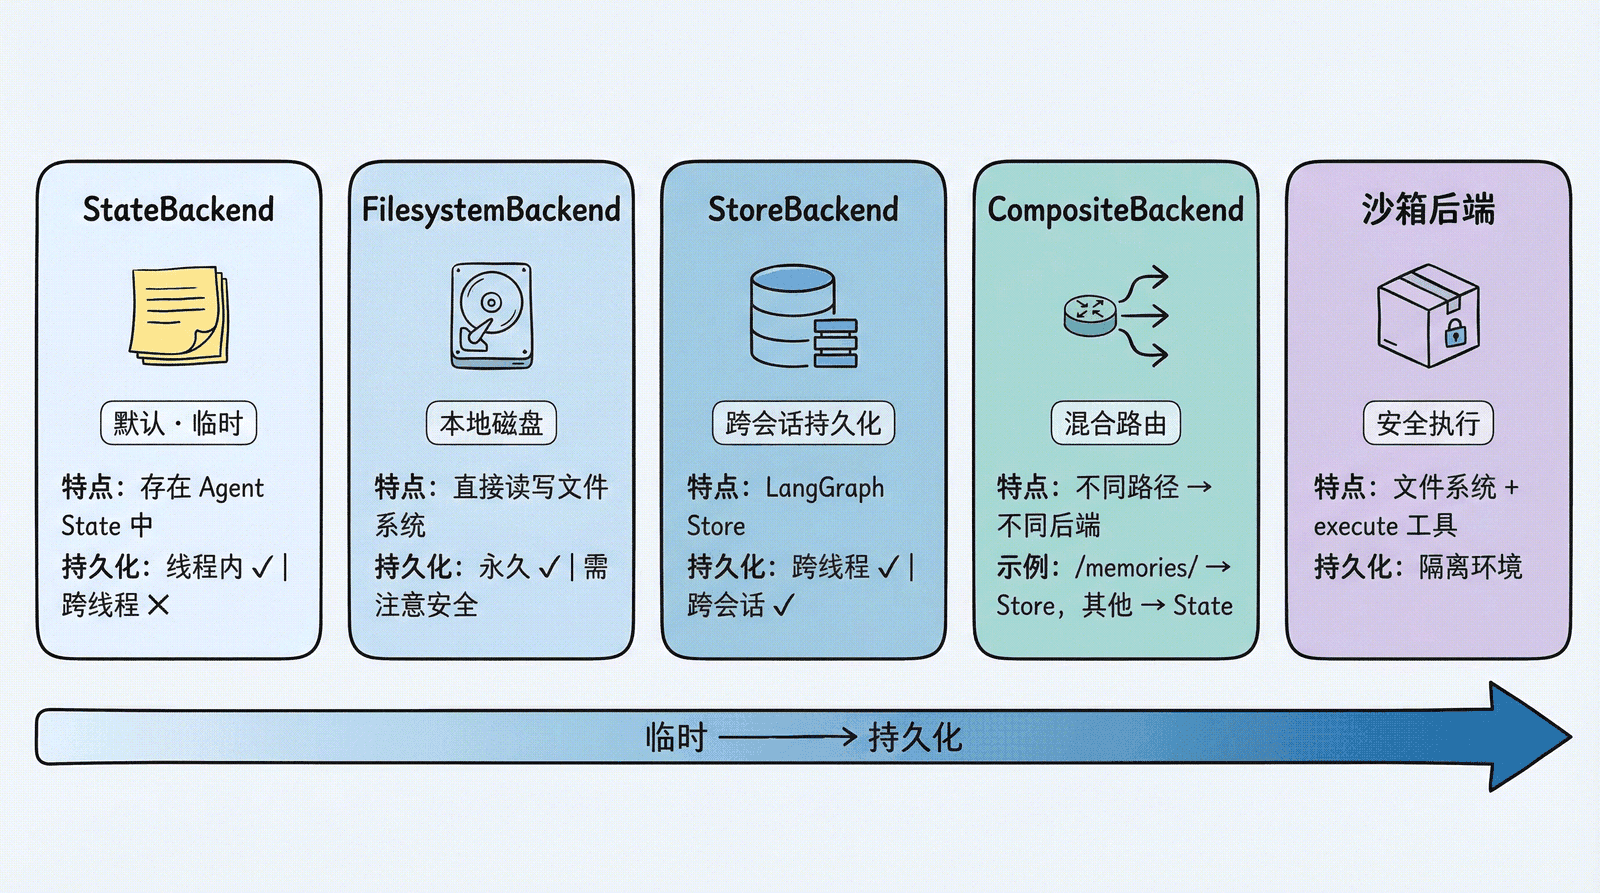 StateBackend
默认 · 临时
特点：存在 Agent
State 中
持久化：线程内 ✓ |
跨线程 ✕
FilesystemBackend
本地磁盘
特点：直接读写文件
系统
持久化：永久 ✓ | 需
注意安全
StoreBackend
跨会话持久化
特点：LangGraph
Store
持久化：跨线程 ✓ |
跨会话 ✓
CompositeBackend
混合路由
特点：不同路径 →
不同后端
示例：/memories/ →
Store，其他 → State
沙箱后端
安全执行
特点：文件系统 +
execute 工具
持久化：隔离环境
临时 → 持久化